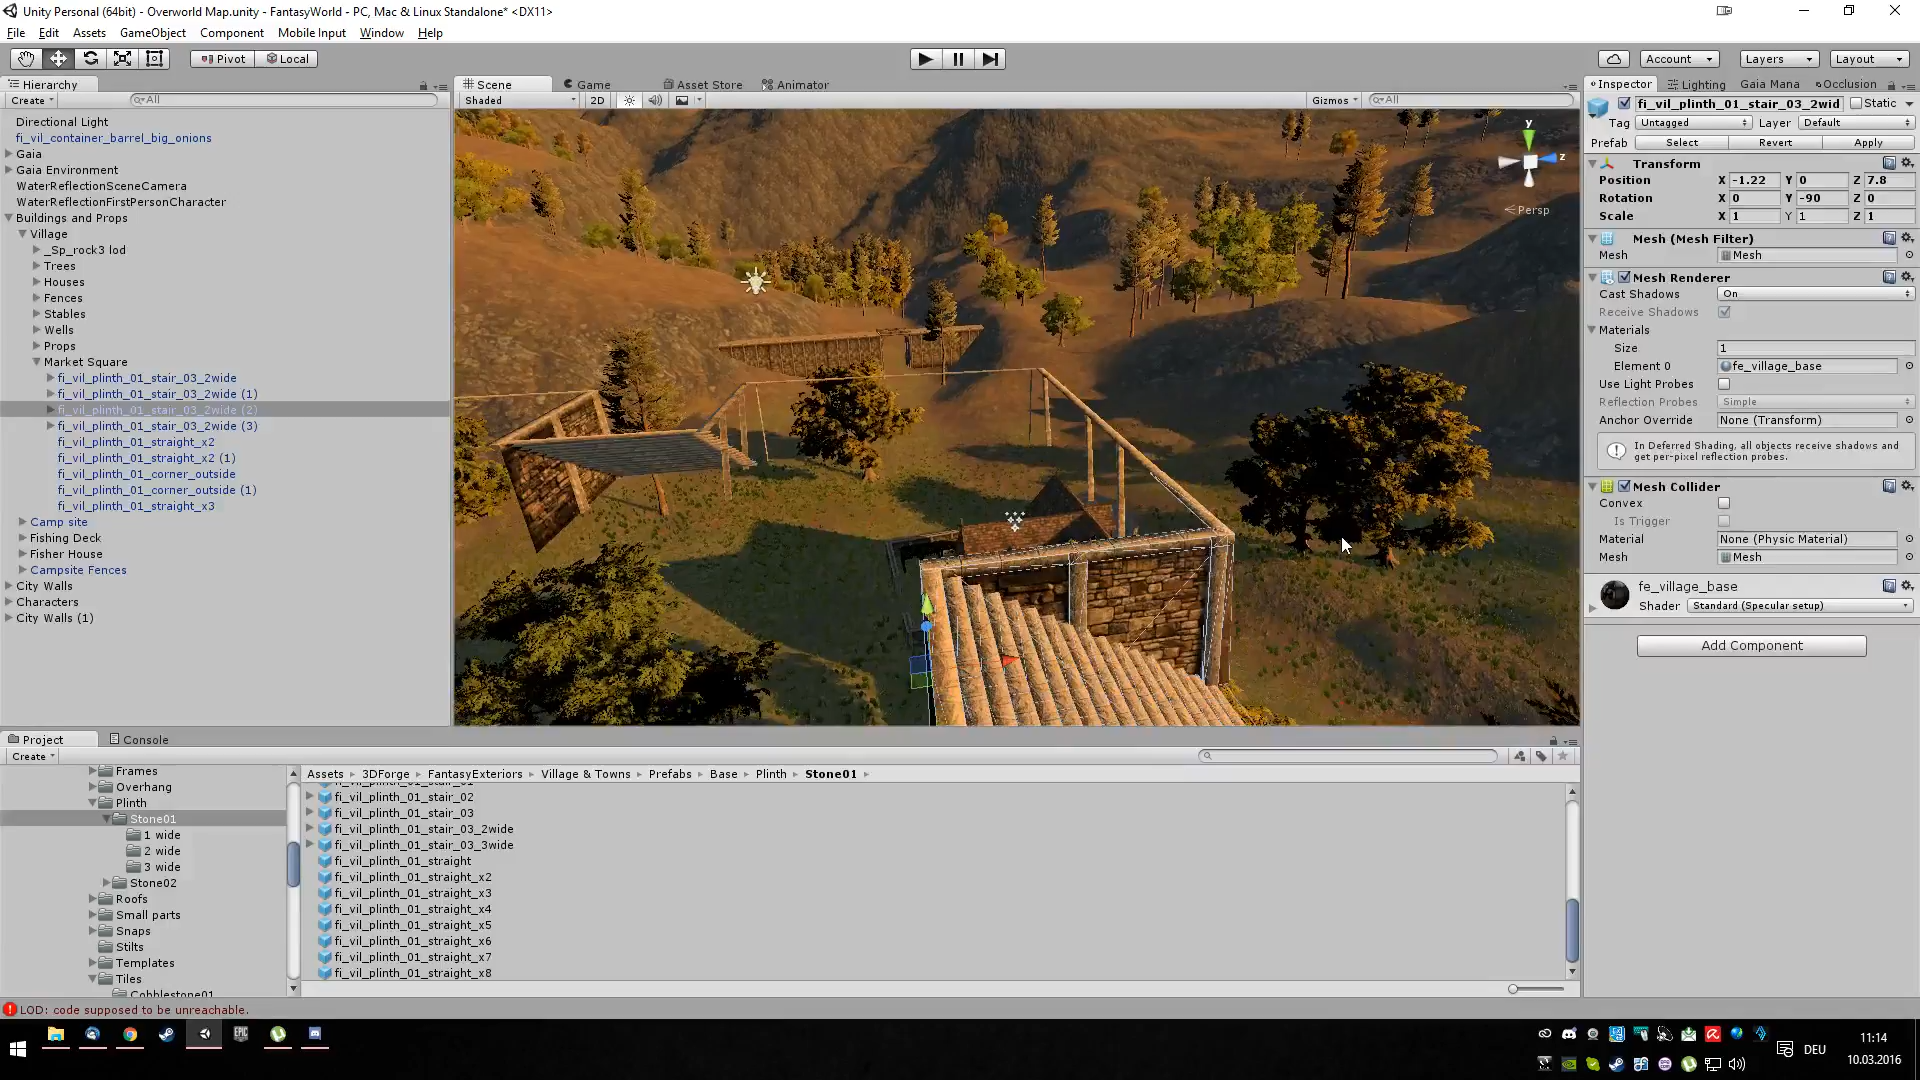 Unity Personal (64bit) - Overworld Map.unity - FantasyWorld - PC, Mac & Linux Standalone* <DX11>
File Edit Assets GameObject Component Mobile Input Window Help
Pivot Local Account Layers Layout
Hierarchy
Create All
Directional Light
fi_vil_container_barrel_big_onions
Gaia
Gaia Environment
WaterReflectionSceneCamera
WaterReflectionFirstPersonCharacter
Buildings and Props
Village
_Sp_rock3 lod
Trees
Houses
Fences
Stables
Wells
Props
Market Square
fi_vil_plinth_01_stair_03_2wide
fi_vil_plinth_01_stair_03_2wide (1)
fi_vil_plinth_01_stair_03_2wide (2)
fi_vil_plinth_01_stair_03_2wide (3)
fi_vil_plinth_01_straight_x2
fi_vil_plinth_01_straight_x2 (1)
fi_vil_plinth_01_corner_outside
fi_vil_plinth_01_corner_outside (1)
fi_vil_plinth_01_straight_x3
Camp site
Fishing Deck
Fisher House
Campsite Fences
City Walls
Characters
City Walls (1)
Scene Game Asset Store Animator
Shaded 2D Gizmos All
y
z
Persp
Inspector Lighting Gaia Mana Occlusion
fi_vil_plinth_01_stair_03_2wid Static
Tag Untagged Layer Default
Prefab Select Revert Apply
Transform
Position X -1.22 Y 0 Z 7.8
Rotation X 0 Y -90 Z 0
Scale X 1 Y 1 Z 1
Mesh (Mesh Filter)
Mesh Mesh
Mesh Renderer
Cast Shadows On
Receive Shadows
Materials
Size 1
Element 0 fe_village_base
Use Light Probes
Reflection Probes Simple
Anchor Override None (Transform)
In Deferred Shading, all objects receive shadows and
get per-pixel reflection probes.
Mesh Collider
Convex
Is Trigger
Material None (Physic Material)
Mesh Mesh
fe_village_base
Shader Standard (Specular setup)
Add Component
Project Console
Create
Frames
Overhang
Plinth
Stone01
1 wide
2 wide
3 wide
Stone02
Roofs
Small parts
Snaps
Stilts
Templates
Tiles
Cobblestone01
Assets 3DForge FantasyExteriors Village & Towns Prefabs Base Plinth Stone01
fi_vil_plinth_01_stair_02
fi_vil_plinth_01_stair_03
fi_vil_plinth_01_stair_03_2wide
fi_vil_plinth_01_stair_03_3wide
fi_vil_plinth_01_straight
fi_vil_plinth_01_straight_x2
fi_vil_plinth_01_straight_x3
fi_vil_plinth_01_straight_x4
fi_vil_plinth_01_straight_x5
fi_vil_plinth_01_straight_x6
fi_vil_plinth_01_straight_x7
fi_vil_plinth_01_straight_x8
LOD: code supposed to be unreachable.
EPIC
DEU
11:14
10.03.2016